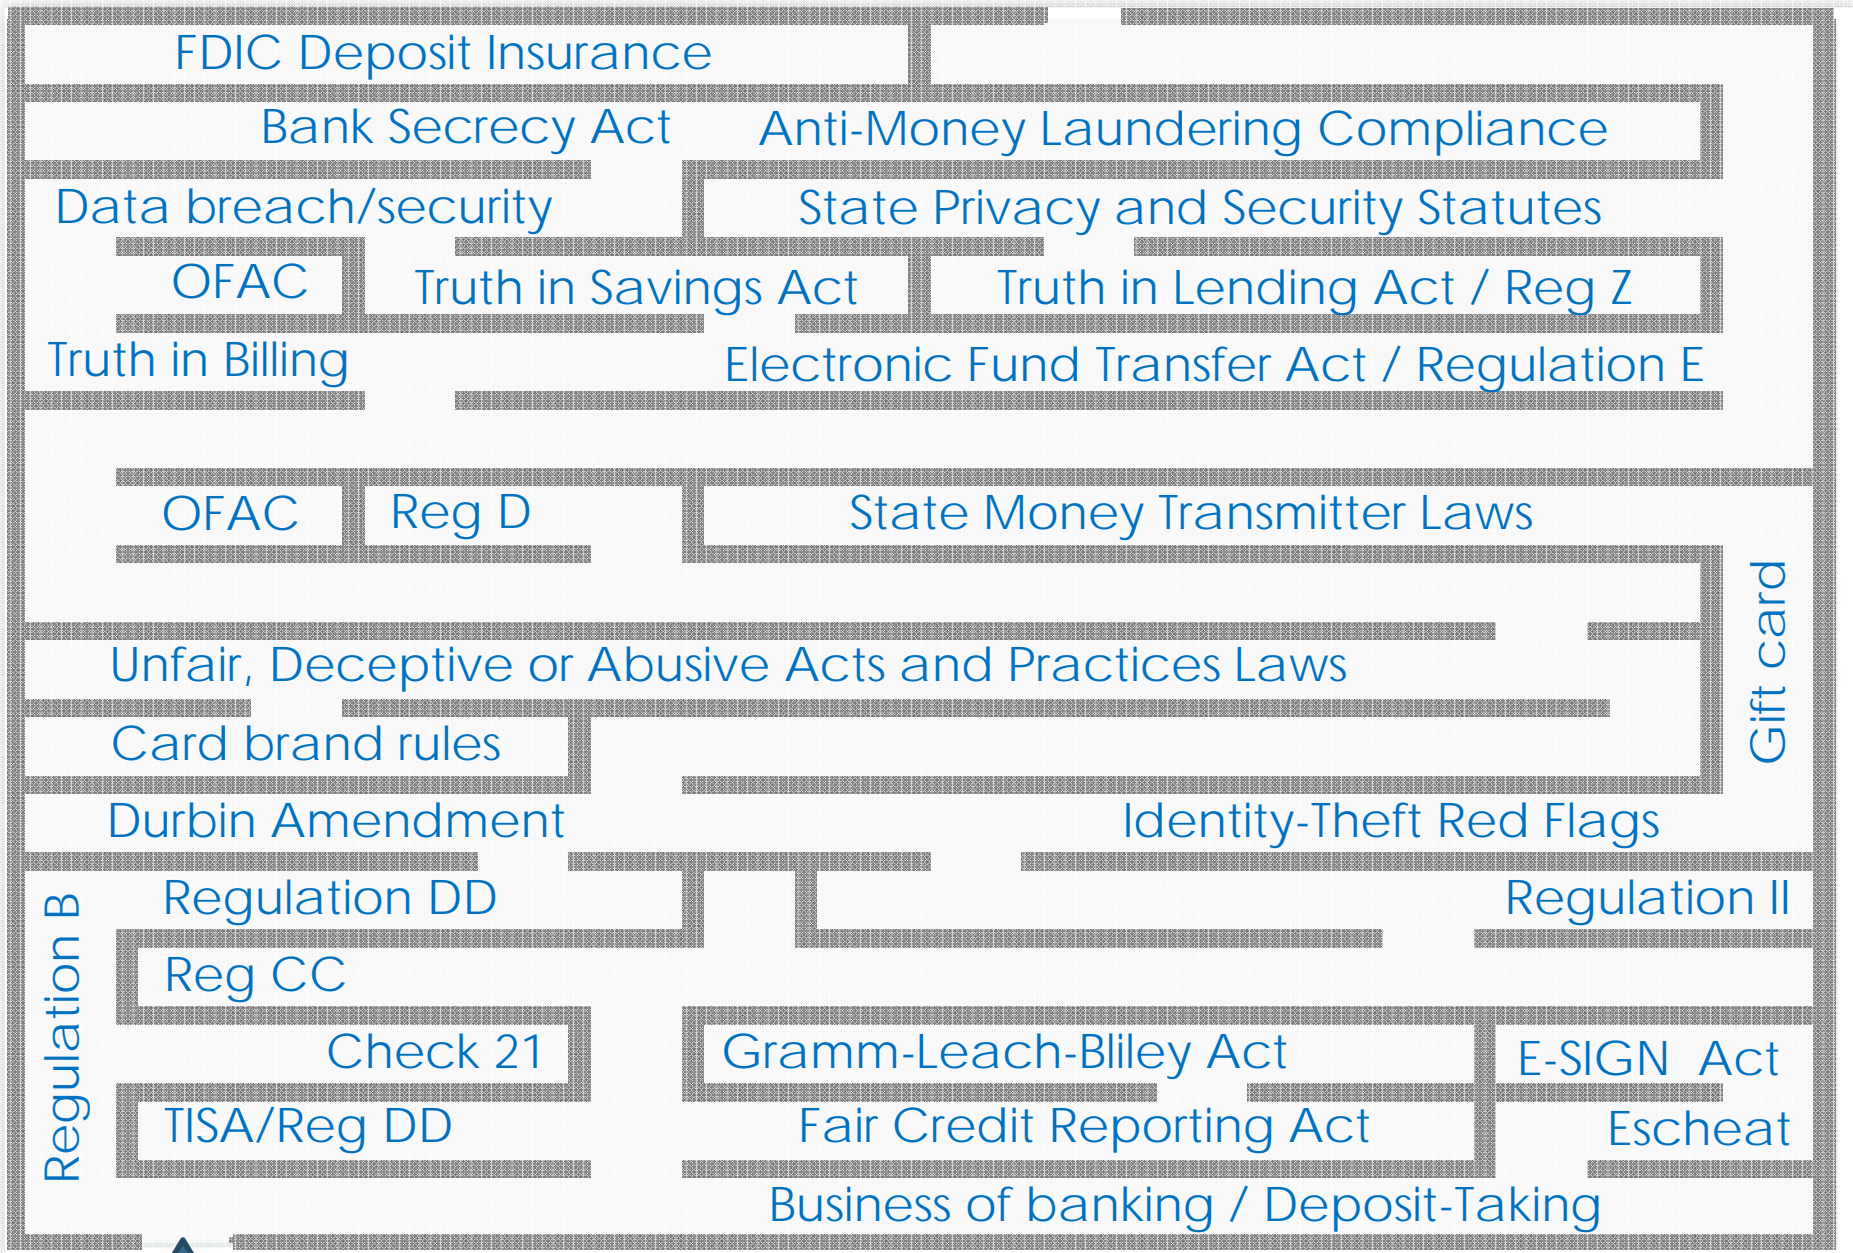 FDIC Deposit Insurance
Bank Secrecy Act
Anti-Money Laundering Compliance
Data breach/security
State Privacy and Security Statutes
OFAC
Truth in Savings Act
Truth in Lending Act / Reg Z
Truth in Billing
Electronic Fund Transfer Act / Regulation E
OFAC
Reg D
State Money Transmitter Laws
Gift card
Unfair, Deceptive or Abusive Acts and Practices Laws
Card brand rules
Durbin Amendment
Identity-Theft Red Flags
Regulation B
Regulation DD
Regulation II
Reg CC
Check 21
Gramm-Leach-Bliley Act
E-SIGN Act
TISA/Reg DD
Fair Credit Reporting Act
Escheat
Business of banking / Deposit-Taking